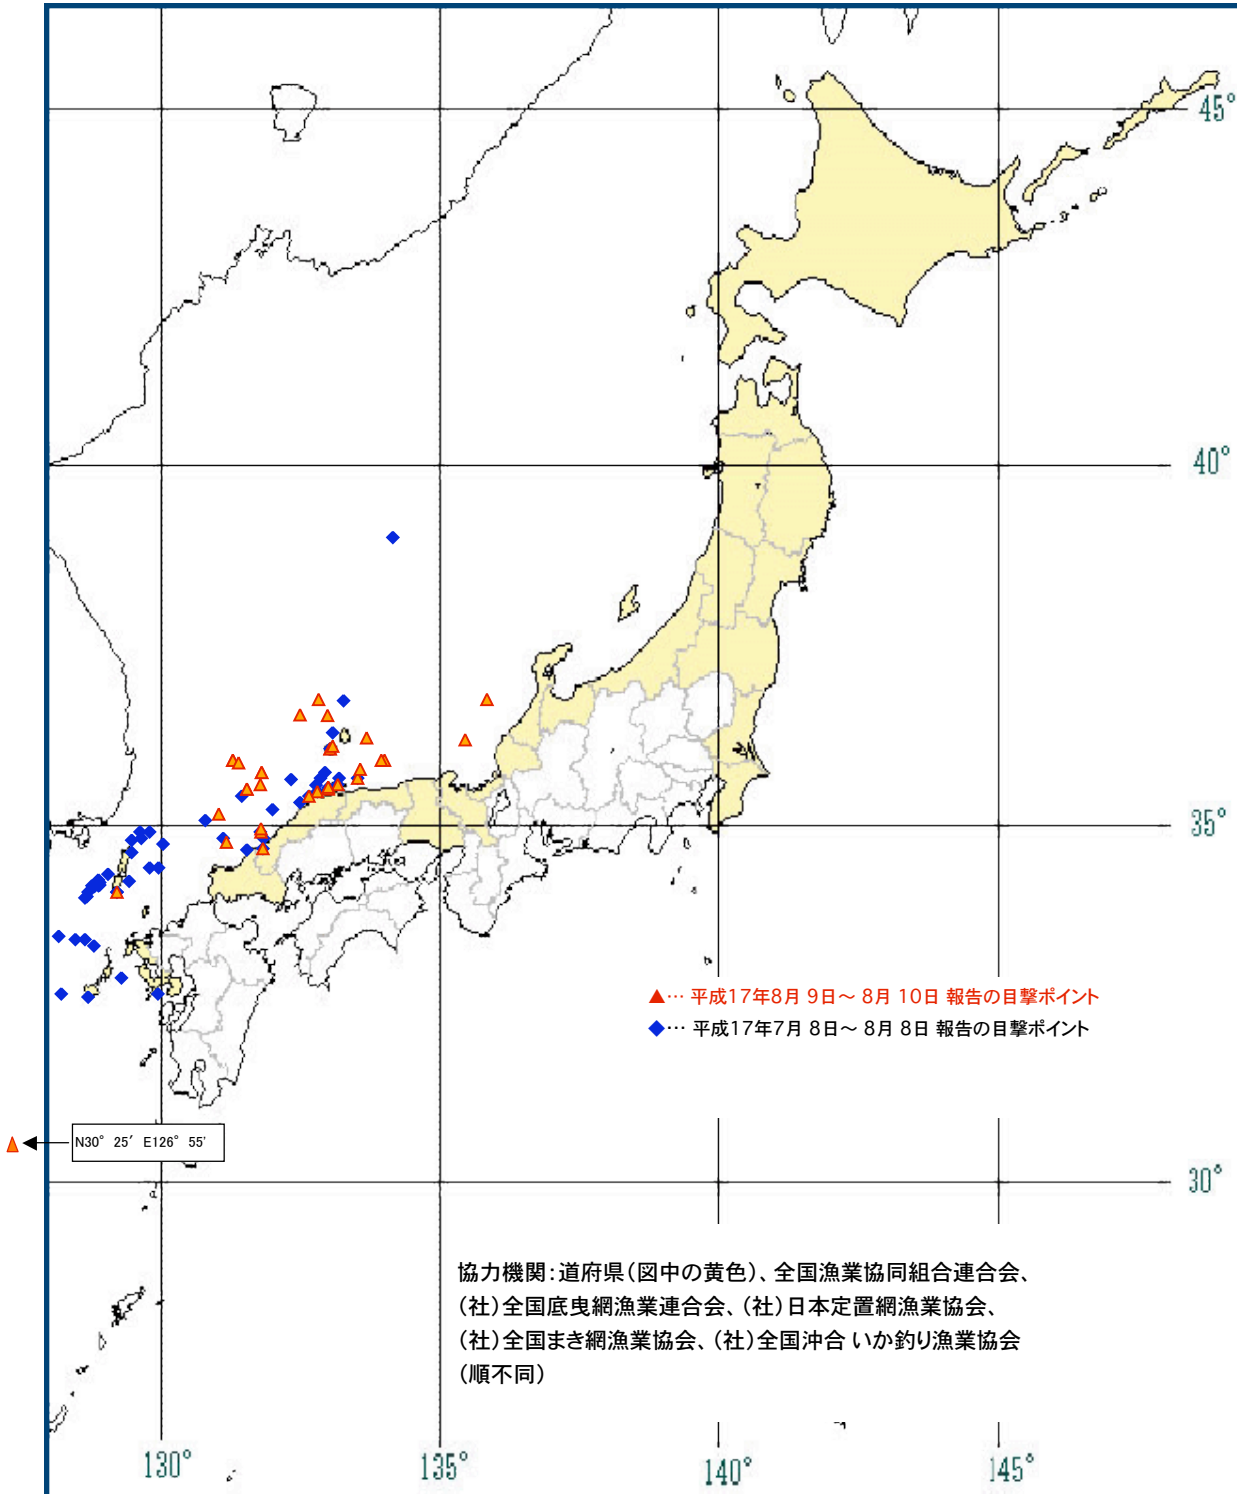 45°
40°
35°
▲… 平成17年8月 9日～ 8月 10日 報告の目撃ポイント
◆… 平成17年7月 8日～ 8月 8日 報告の目撃ポイント
N30° 25′ E126° 55′
30°
協力機関:道府県(図中の黄色)、全国漁業協同組合連合会、
(社)全国底曳網漁業連合会、(社)日本定置網漁業協会、
(社)全国まき網漁業協会、(社)全国沖合 いか釣り漁業協会
(順不同)
130° 135° 140° 145°